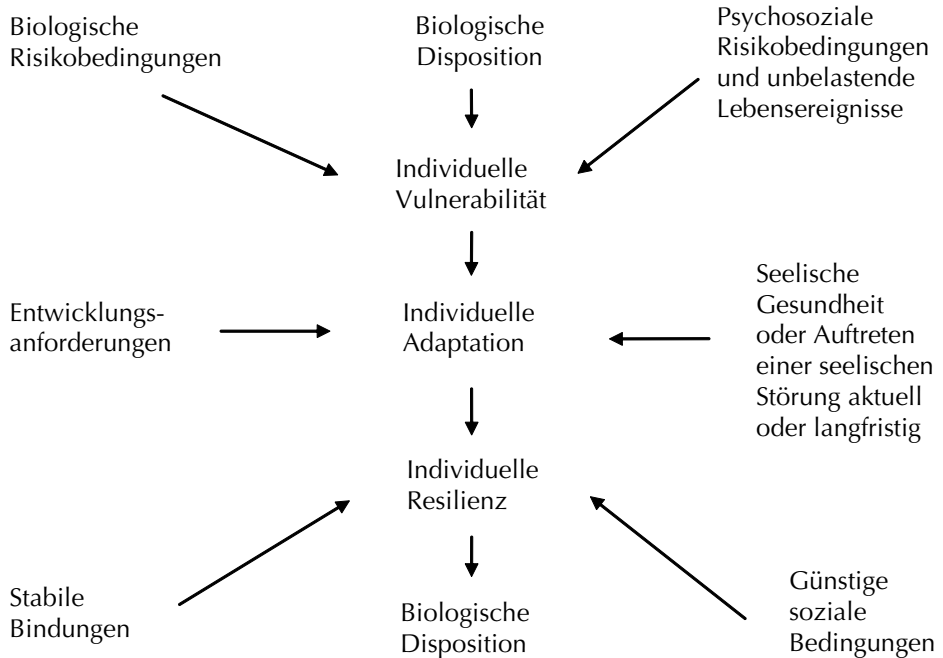 Biologische
Risikobedingungen
Biologische
Disposition
Psychosoziale
Risikobedingungen
und unbelastende
Lebensereignisse
Individuelle
Vulnerabilität
Entwicklungs-
anforderungen
Individuelle
Adaptation
Seelische
Gesundheit
oder Auftreten
einer seelischen
Störung aktuell
oder langfristig
Individuelle
Resilienz
Stabile
Bindungen
Biologische
Disposition
Günstige
soziale
Bedingungen